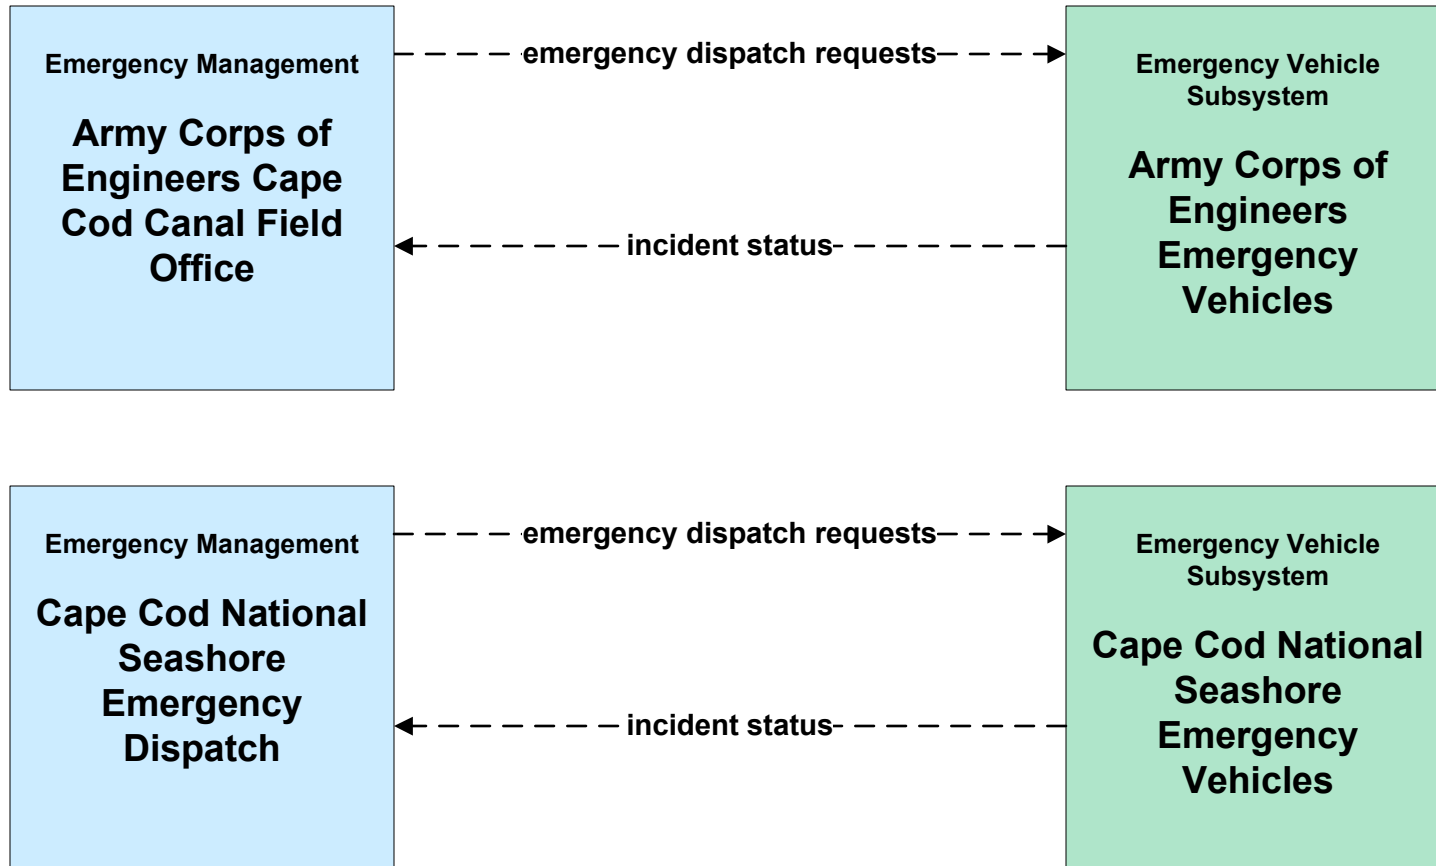 Emergency Management
Army Corps of
Engineers Cape
Cod Canal Field
Office
emergency dispatch requests
incident status
Emergency Vehicle
Subsystem
Army Corps of
Engineers
Emergency
Vehicles
Emergency Management
Cape Cod National
Seashore
Emergency
Dispatch
emergency dispatch requests
incident status
Emergency Vehicle
Subsystem
Cape Cod National
Seashore
Emergency
Vehicles